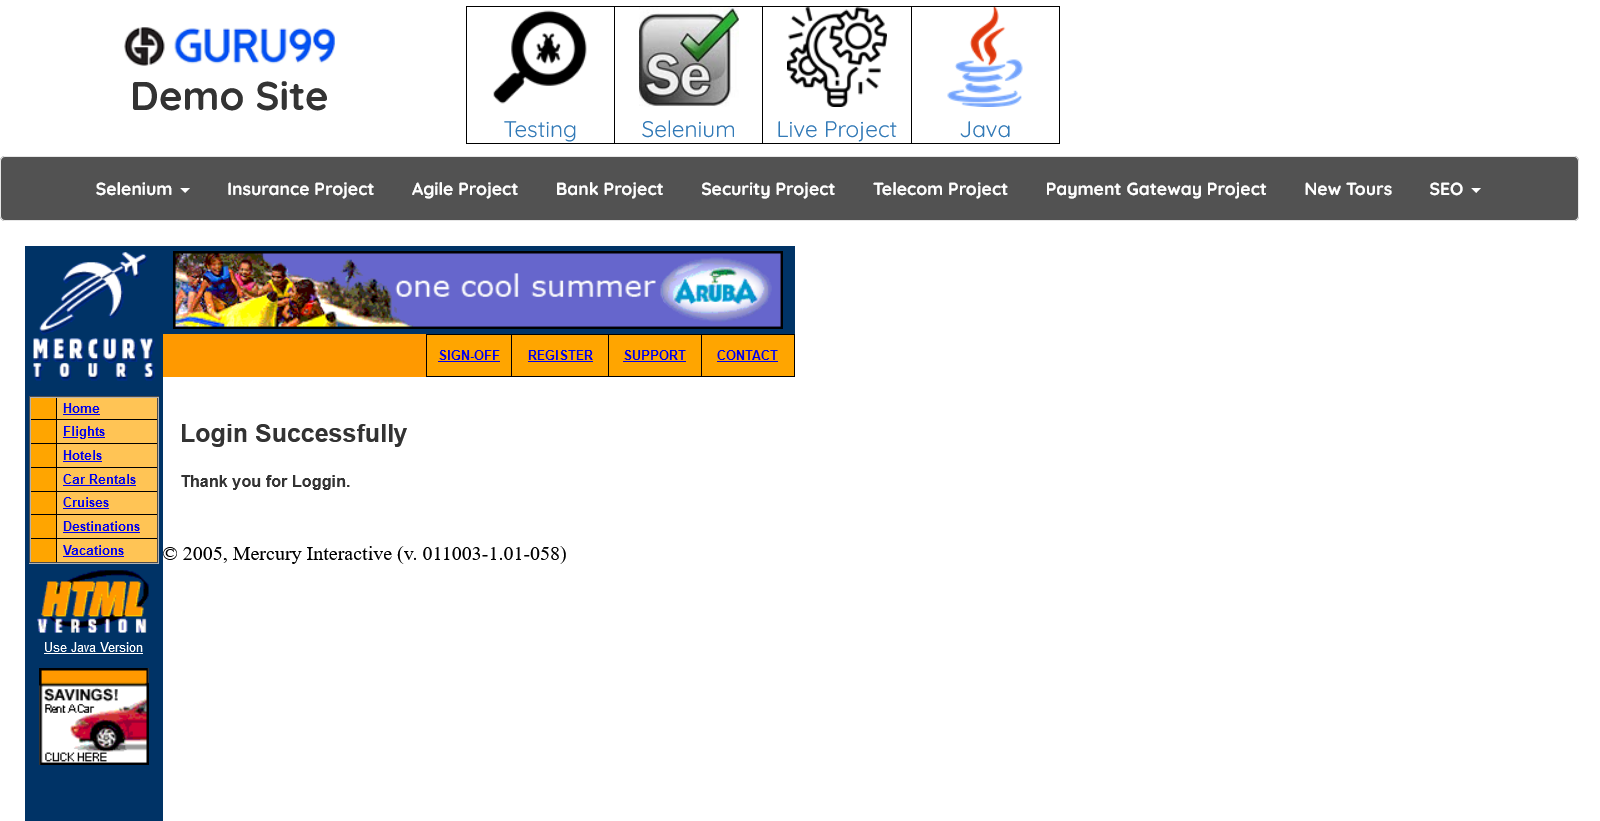 GURU99
Demo Site
Se
Testing Selenium Live Project Java
Selenium Insurance Project Agile Project Bank Project Security Project Telecom Project Payment Gateway Project New Tours SEO
one cool summer ARUBA
MERCURY
TOURS
SIGN-OFF REGISTER SUPPORT CONTACT
Home
Flights
Hotels
Car Rentals
Cruises
Destinations
Vacations
Login Successfully
Thank you for Loggin.
© 2005, Mercury Interactive (v. 011003-1.01-058)
HTML
VERSION
Use Java Version
SAVINGS!
Rent A Car
CLICK HERE